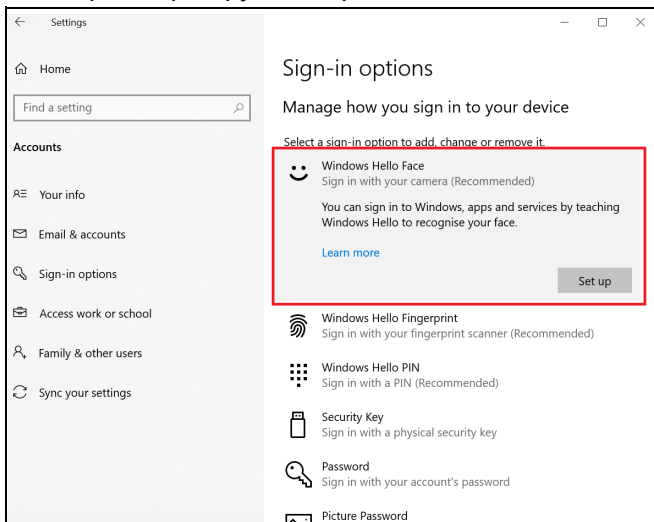 Settings
Home
Find a setting
Accounts
Your info
Email & accounts
Sign-in options
Access work or school
Family & other users
Sync your settings
Sign-in options
Manage how you sign in to your device
Select a sign-in option to add, change or remove it.
Windows Hello Face
Sign in with your camera (Recommended)
You can sign in to Windows, apps and services by teaching
Windows Hello to recognise your face.
Learn more
Set up
Windows Hello Fingerprint
Sign in with your fingerprint scanner (Recommended)
Windows Hello PIN
Sign in with a PIN (Recommended)
Security Key
Sign in with a physical security key
Password
Sign in with your account's password
Picture Password